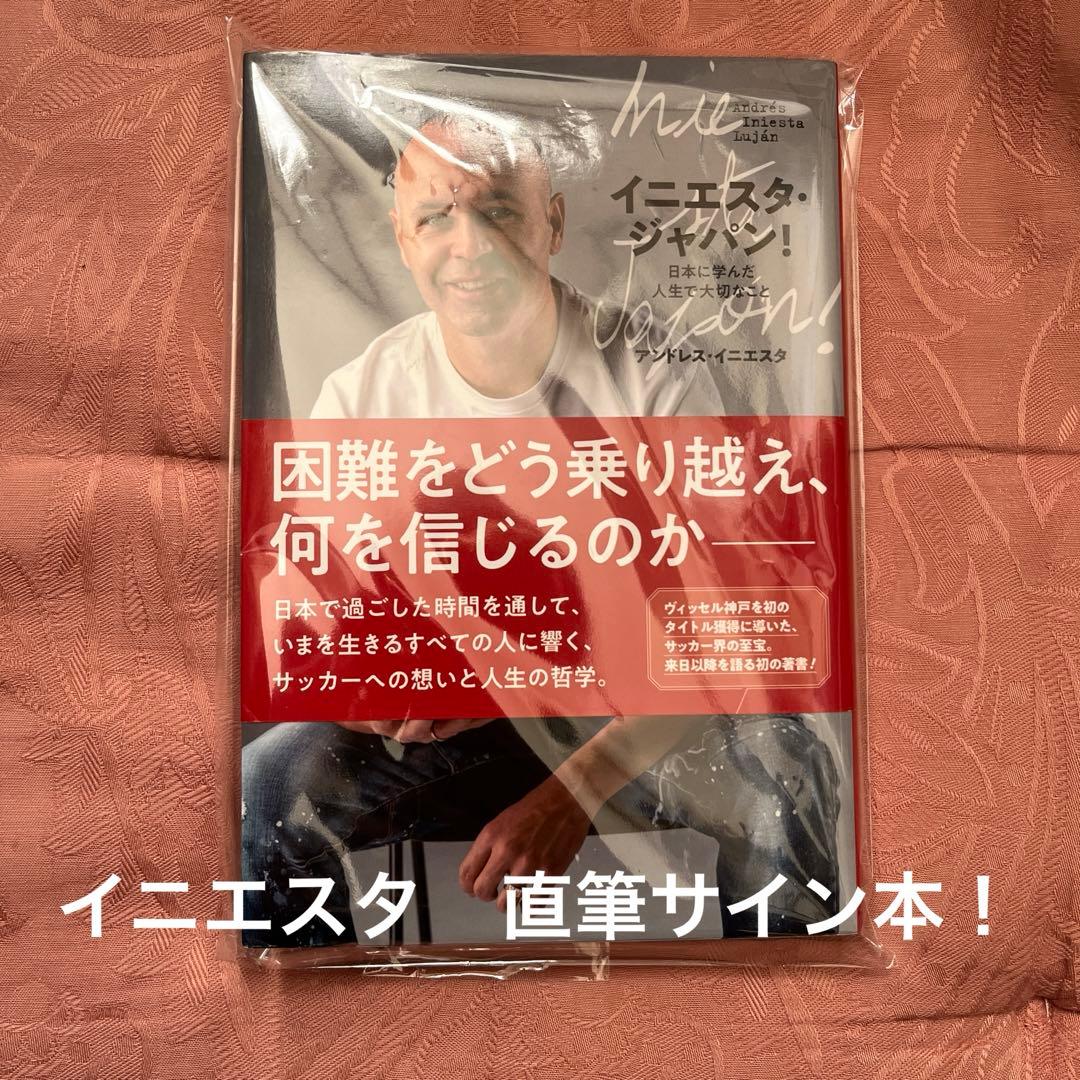 Andrés
Iniesta
Luján
イニエスタ・
ジャパン！
日本に学んだ
人生で大切なこと
アンドレス・イニエスタ
困難をどう乗り越え、
何を信じるのか――
日本で過ごした時間を通して、
いまを生きるすべての人に響く、
サッカーへの想いと人生の哲学。
ヴィッセル神戸を初の
タイトル獲得に導いた、
サッカー界の至宝。
来日以降を語る初の著書！
イニエスタ　直筆サイン本！